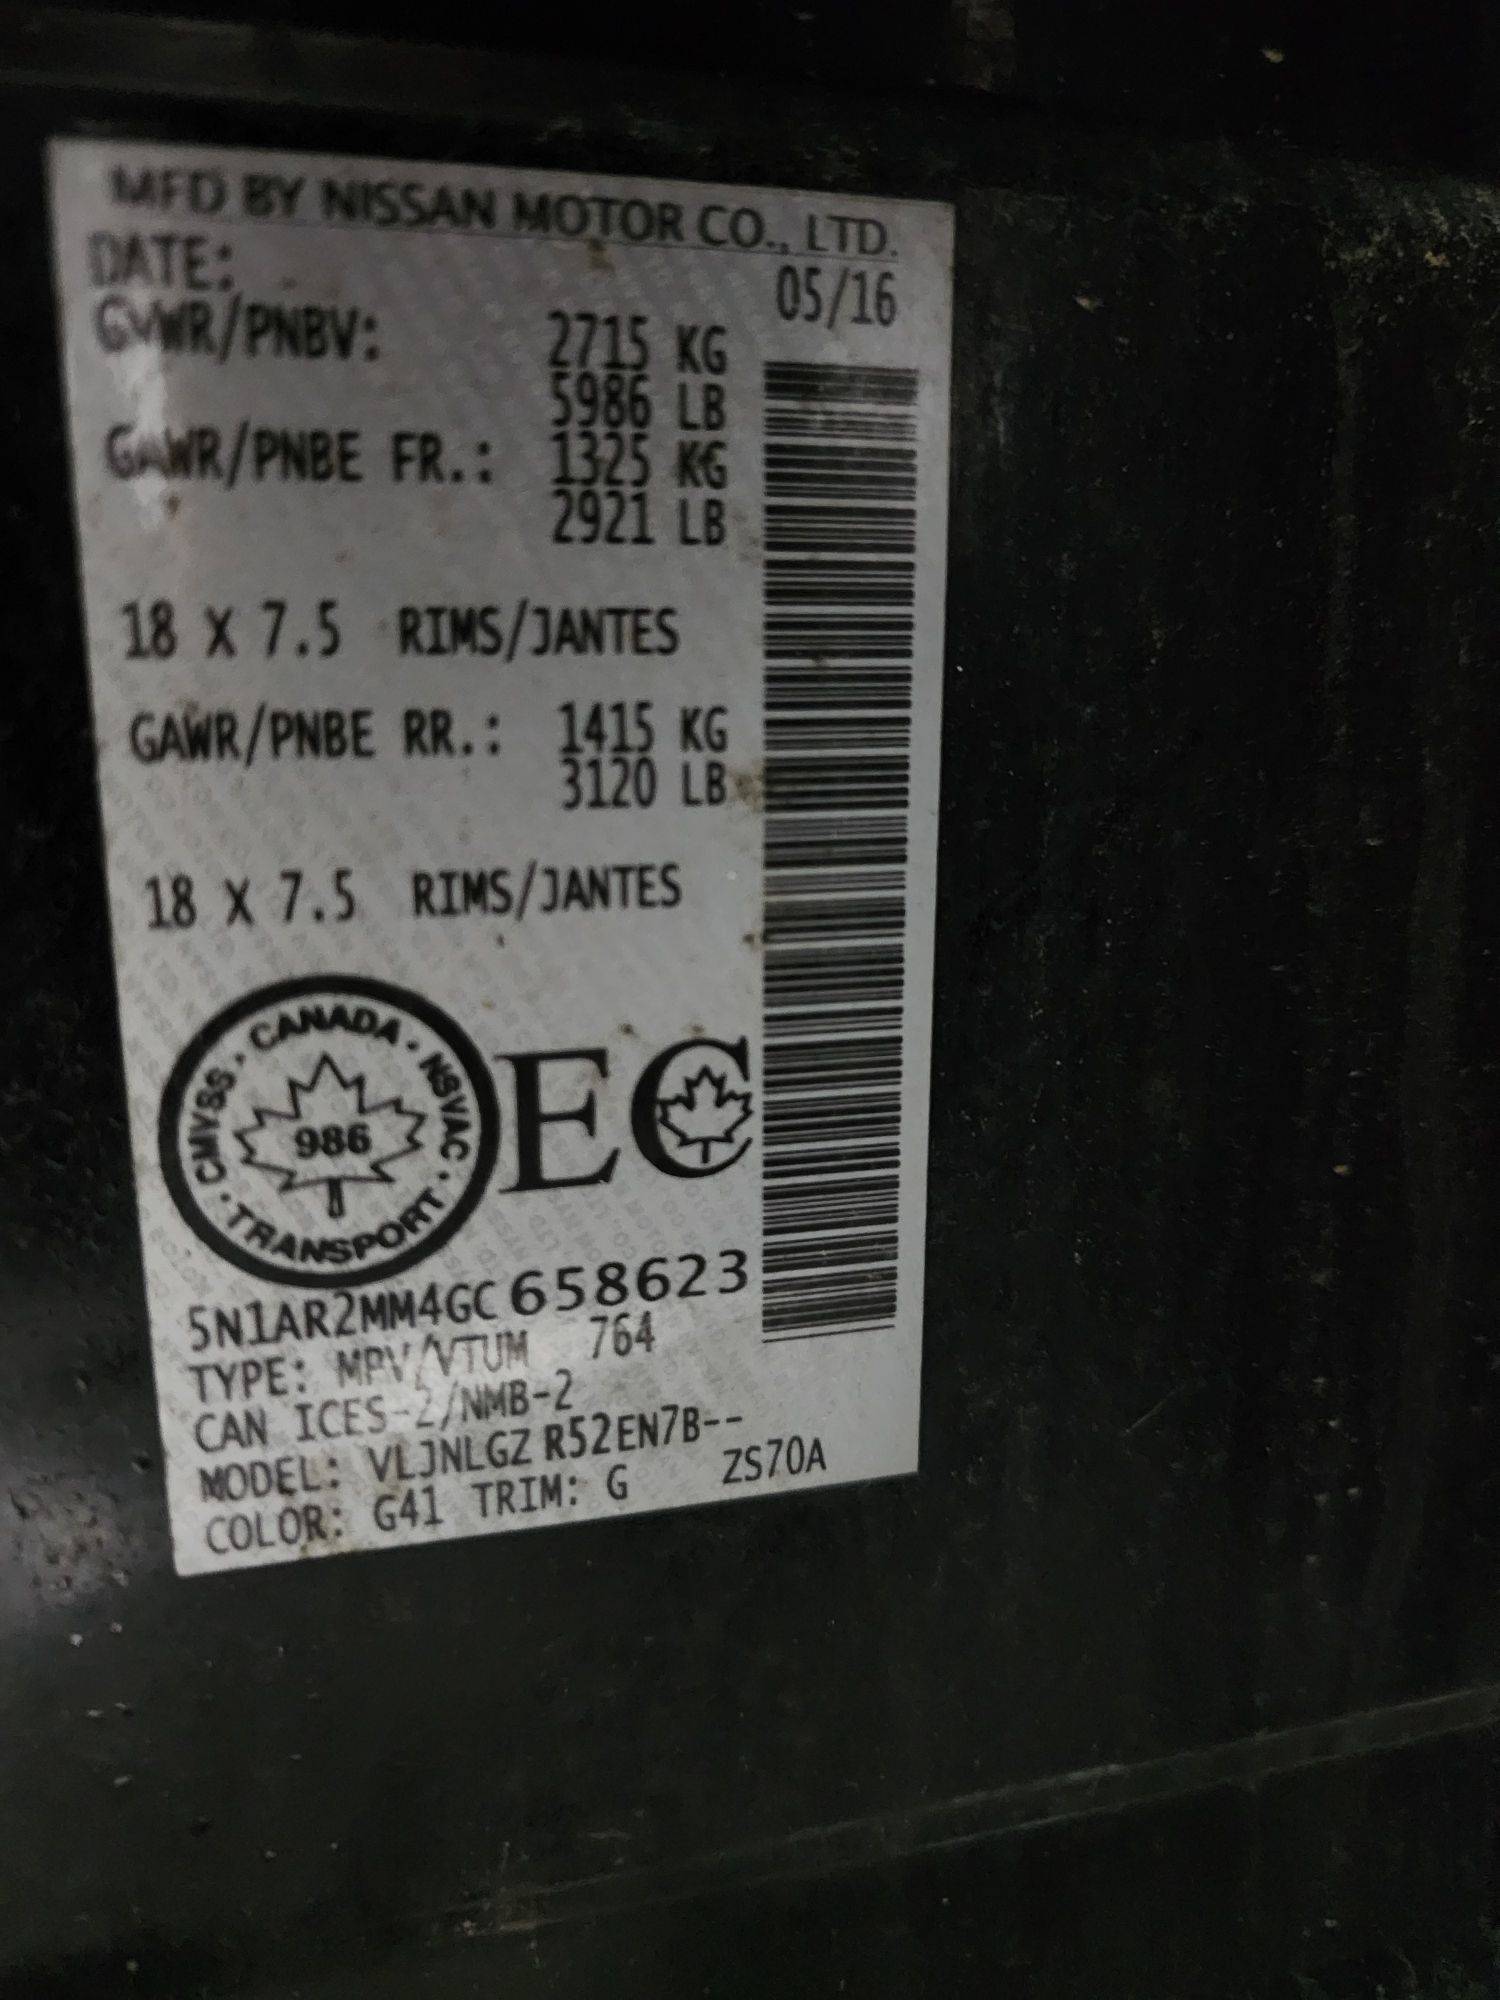 MFD BY NISSAN MOTOR CO., LTD.
DATE: 05/16
GVWR/PNBV: 2715 KG
5986 LB
GAWR/PNBE FR.: 1325 KG
2921 LB
18 X 7.5 RIMS/JANTES
GAWR/PNBE RR.: 1415 KG
3120 LB
18 X 7.5 RIMS/JANTES
CANADA · NSVAC · TRANSPORT · CMVSS ·
986
EC
5N1AR2MM4GC658623
TYPE: MPV/VTUM 764
CAN ICES-2/NMB-2
MODEL: VLJNLGZ R52EN7B--
COLOR: G41 TRIM: G ZS70A